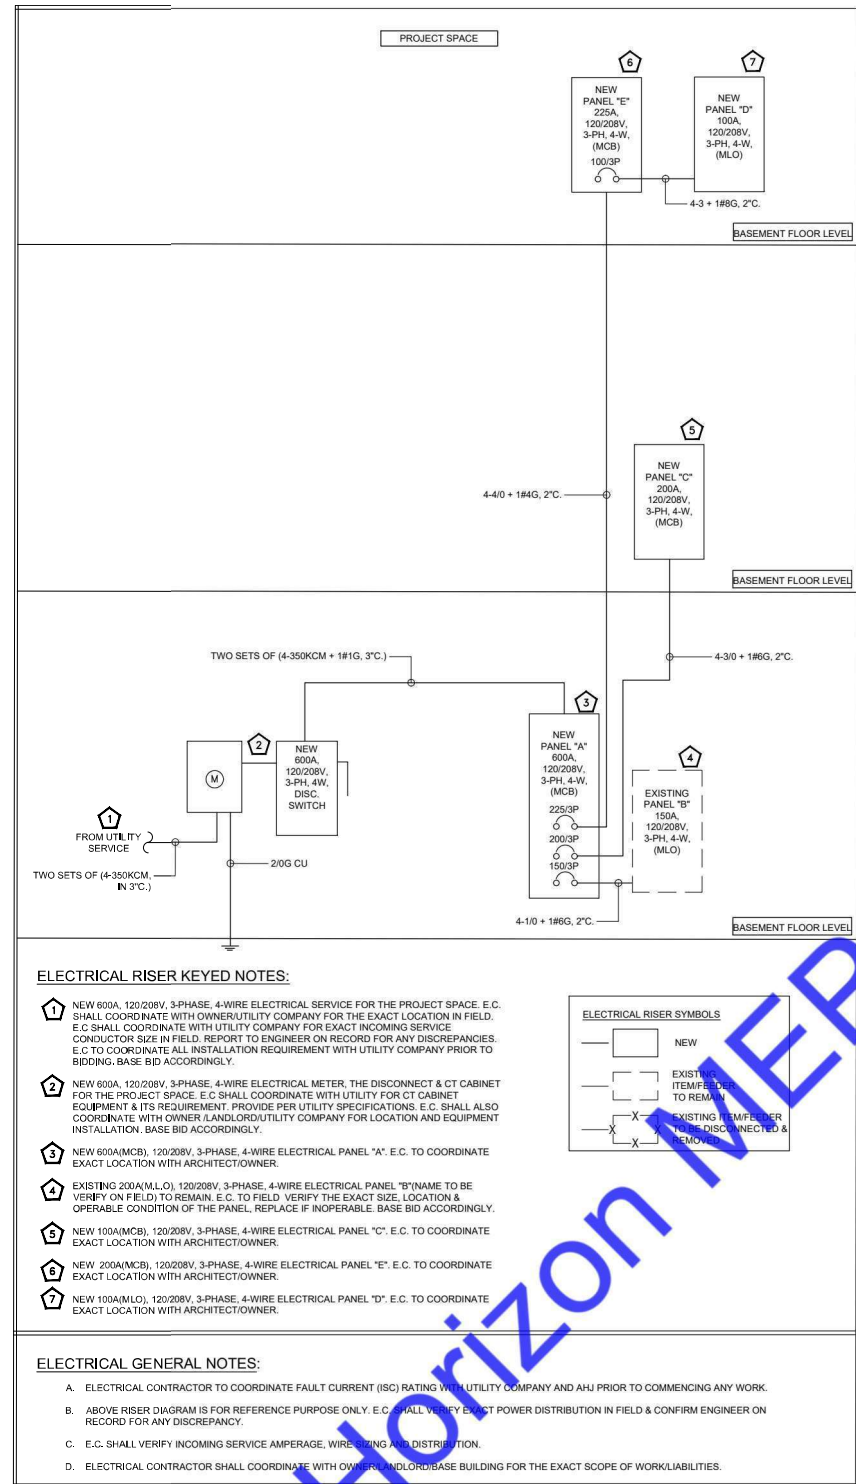 PROJECT SPACE
6
7
NEW
PANEL "E"
225A,
120/208V,
3-PH, 4-W,
(MCB)
100/3P
NEW
PANEL "D"
100A,
120/208V,
3-PH, 4-W,
(MLO)
4-3 + 1#8G, 2"C.
BASEMENT FLOOR LEVEL
5
NEW
PANEL "C"
200A,
120/208V,
3-PH, 4-W,
(MCB)
4-4/0 + 1#4G, 2"C.
BASEMENT FLOOR LEVEL
TWO SETS OF (4-350KCM + 1#1G, 3"C.)
4-3/0 + 1#6G, 2"C.
3
NEW
PANEL "A"
600A,
120/208V,
3-PH, 4-W,
(MCB)
225/3P
200/3P
150/3P
2
NEW
600A,
120/208V,
3-PH, 4W,
DISC.
SWITCH
M
4
EXISTING
PANEL "B"
150A,
120/208V,
3-PH, 4-W,
(MLO)
1
FROM UTILITY
SERVICE
TWO SETS OF (4-350KCM,
IN 3"C.)
2/0G CU
4-1/0 + 1#6G, 2"C.
BASEMENT FLOOR LEVEL
ELECTRICAL RISER KEYED NOTES:
1 NEW 600A, 120/208V, 3-PHASE, 4-WIRE ELECTRICAL SERVICE FOR THE PROJECT SPACE. E.C.
SHALL COORDINATE WITH OWNER/UTILITY COMPANY FOR THE EXACT LOCATION IN FIELD.
E.C SHALL COORDINATE WITH UTILITY COMPANY FOR EXACT INCOMING SERVICE
CONDUCTOR SIZE IN FIELD. REPORT TO ENGINEER ON RECORD FOR ANY DISCREPANCIES.
E.C TO COORDINATE ALL INSTALLATION REQUIREMENT WITH UTILITY COMPANY PRIOR TO
BIDDING. BASE BID ACCORDINGLY.
2 NEW 600A, 120/208V, 3-PHASE, 4-WIRE ELECTRICAL METER, THE DISCONNECT & CT CABINET
FOR THE PROJECT SPACE. E.C SHALL COORDINATE WITH UTILITY FOR CT CABINET
EQUIPMENT & ITS REQUIREMENT. PROVIDE PER UTILITY SPECIFICATIONS. E.C. SHALL ALSO
COORDINATE WITH OWNER /LANDLORD/UTILITY COMPANY FOR LOCATION AND EQUIPMENT
INSTALLATION. BASE BID ACCORDINGLY.
3 NEW 600A(MCB), 120/208V, 3-PHASE, 4-WIRE ELECTRICAL PANEL "A". E.C. TO COORDINATE
EXACT LOCATION WITH ARCHITECT/OWNER.
4 EXISTING 200A(M,L,O), 120/208V, 3-PHASE, 4-WIRE ELECTRICAL PANEL "B"(NAME TO BE
VERIFY ON FIELD) TO REMAIN. E.C. TO FIELD VERIFY THE EXACT SIZE, LOCATION &
OPERABLE CONDITION OF THE PANEL, REPLACE IF INOPERABLE. BASE BID ACCORDINGLY.
5 NEW 100A(MCB), 120/208V, 3-PHASE, 4-WIRE ELECTRICAL PANEL "C". E.C. TO COORDINATE
EXACT LOCATION WITH ARCHITECT/OWNER.
6 NEW 200A(MCB), 120/208V, 3-PHASE, 4-WIRE ELECTRICAL PANEL "E". E.C. TO COORDINATE
EXACT LOCATION WITH ARCHITECT/OWNER.
7 NEW 100A(MLO), 120/208V, 3-PHASE, 4-WIRE ELECTRICAL PANEL "D". E.C. TO COORDINATE
EXACT LOCATION WITH ARCHITECT/OWNER.
ELECTRICAL RISER SYMBOLS
NEW
EXISTING
ITEM/FEEDER
TO REMAIN
EXISTING ITEM/FEEDER
TO BE DISCONNECTED &
REMOVED
X
X
X
X
ELECTRICAL GENERAL NOTES:
A. ELECTRICAL CONTRACTOR TO COORDINATE FAULT CURRENT (ISC) RATING WITH UTILITY COMPANY AND AHJ PRIOR TO COMMENCING ANY WORK.
B. ABOVE RISER DIAGRAM IS FOR REFERENCE PURPOSE ONLY. E.C. SHALL VERIFY EXACT POWER DISTRIBUTION IN FIELD & CONFIRM ENGINEER ON
RECORD FOR ANY DISCREPANCY.
C. E.C. SHALL VERIFY INCOMING SERVICE AMPERAGE, WIRE SIZING AND DISTRIBUTION.
D. ELECTRICAL CONTRACTOR SHALL COORDINATE WITH OWNER/LANDLORD/BASE BUILDING FOR THE EXACT SCOPE OF WORK/LIABILITIES.
Horizon MEP